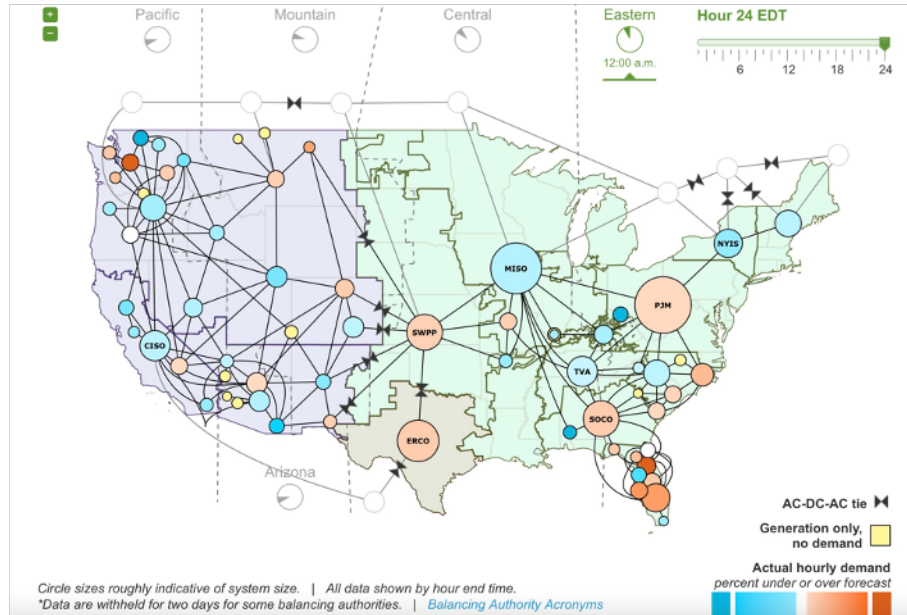 Pacific
Mountain
Central
Eastern
Hour 24 EDT
12:00 a.m.
6
12
18
24
NYIS
MISO
PJM
SWPP
CISO
TVA
SOCO
ERCO
Arizona
AC-DC-AC tie
Generation only,
no demand
Actual hourly demand
percent under or over forecast
Circle sizes roughly indicative of system size. | All data shown by hour end time.
*Data are withheld for two days for some balancing authorities. | Balancing Authority Acronyms